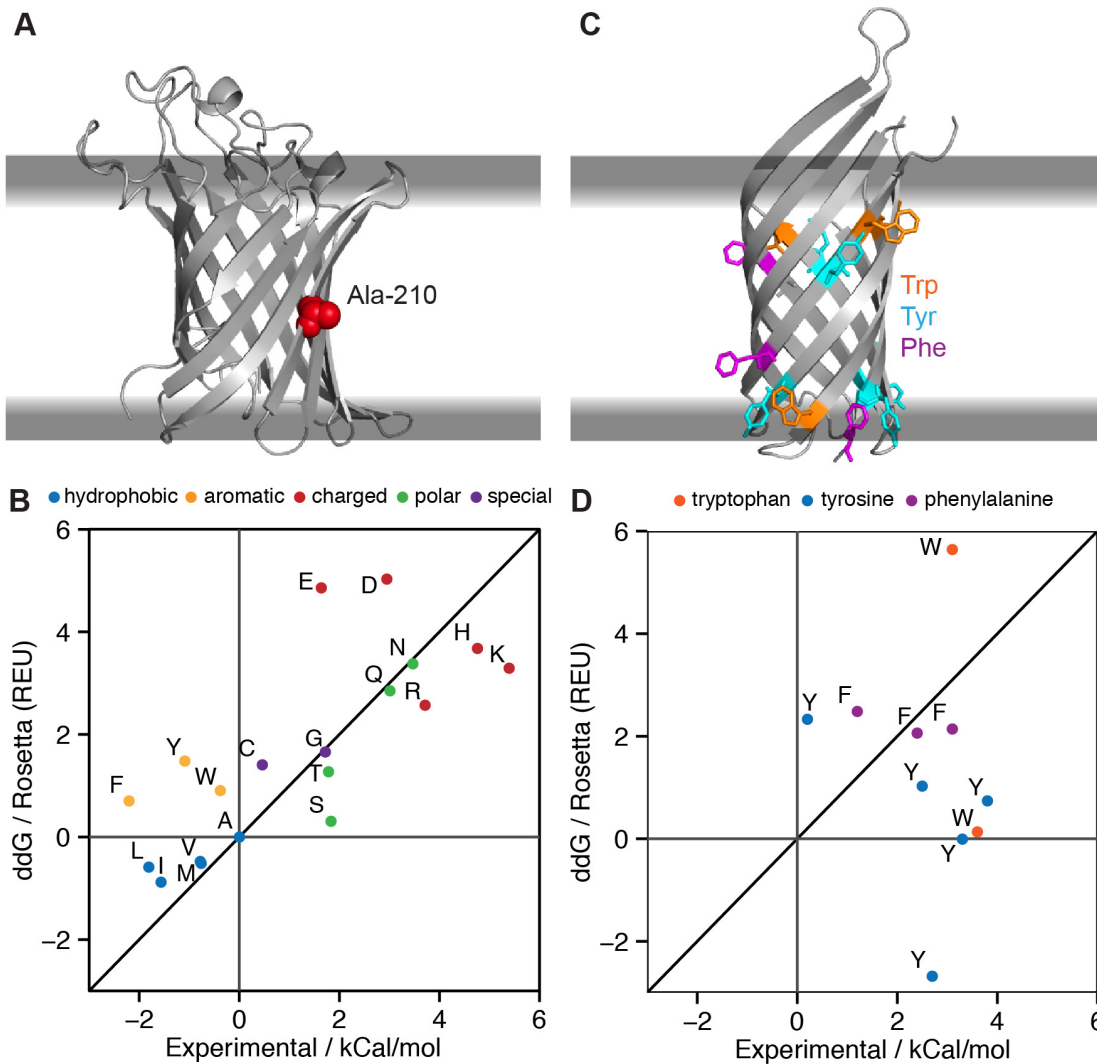 A
Ala-210
C
Trp
Tyr
Phe
B
hydrophobic aromatic charged polar special
ddG / Rosetta (REU)
6
4
2
0
−2
E
D
H
K
N
Q
R
Y
W
F
C
G
T
S
A
L
I
V
M
−2 0 2 4 6
Experimental / kCal/mol
D
tryptophan tyrosine phenylalanine
ddG / Rosetta (REU)
6
4
2
0
−2
W
Y
F
F
F
Y
Y
W
Y
Y
−2 0 2 4 6
Experimental / kCal/mol